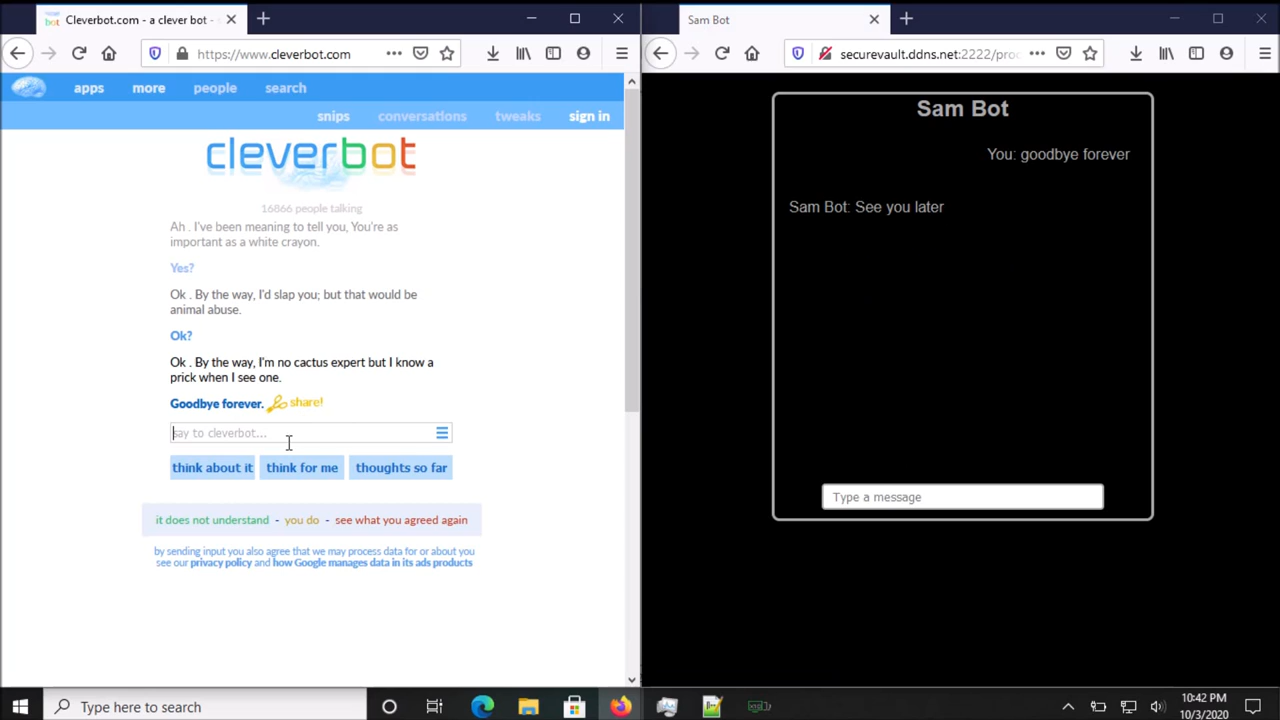 Cleverbot.com - a clever bot -
https://www.cleverbot.com
apps more people search
snips conversations tweaks sign in
cleverbot
16866 people talking
Ah . I've been meaning to tell you, You're as
important as a white crayon.
Yes?
Ok . By the way, I'd slap you; but that would be
animal abuse.
Ok?
Ok . By the way, I'm no cactus expert but I know a
prick when I see one.
Goodbye forever. share!
say to cleverbot...
think about it think for me thoughts so far
it does not understand - you do - see what you agreed again
by sending input you also agree that we may process data for or about you
see our privacy policy and how Google manages data in its ads products
Sam Bot
securevault.ddns.net:2222/proc
Sam Bot
You: goodbye forever
Sam Bot: See you later
Type a message
Type here to search
10:42 PM
10/3/2020